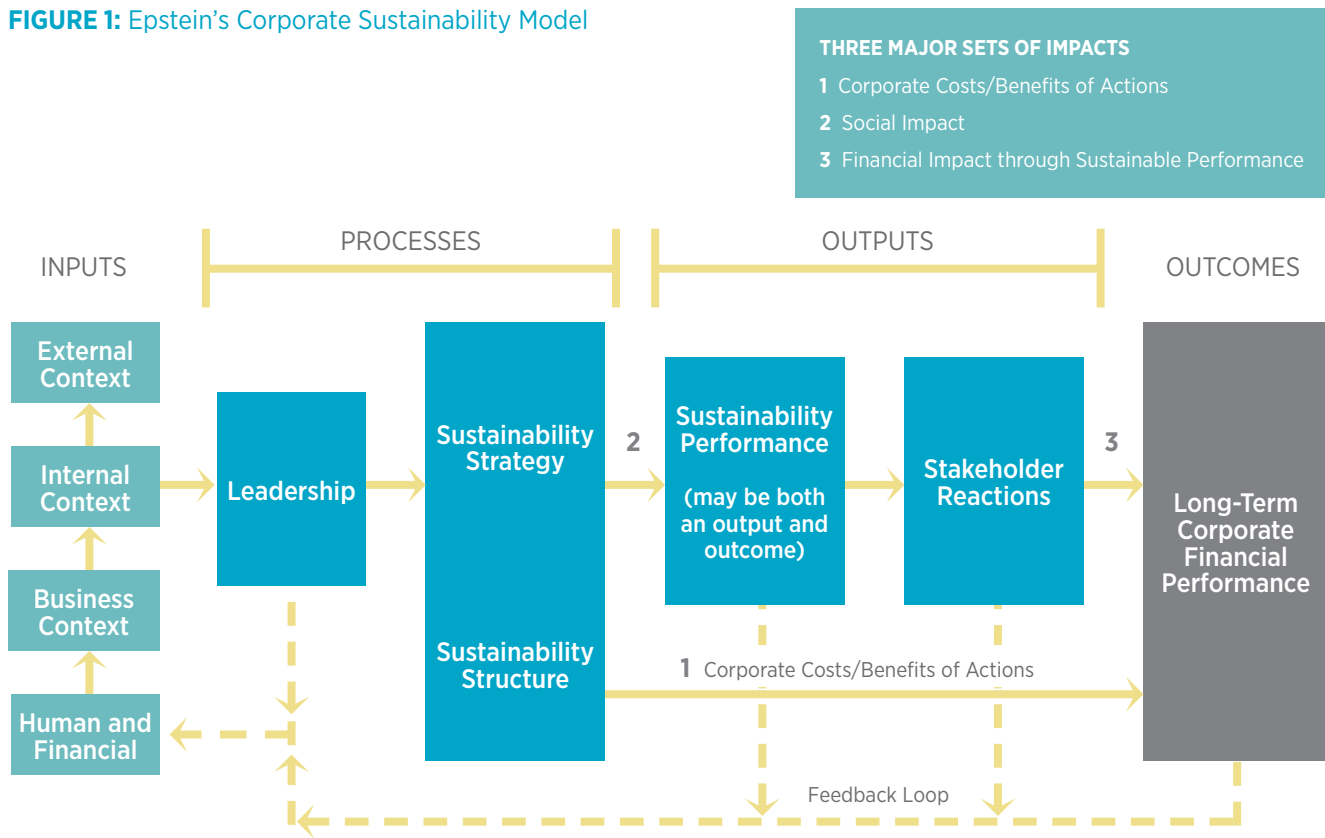 FIGURE 1: Epstein's Corporate Sustainability Model
THREE MAJOR SETS OF IMPACTS
1 Corporate Costs/Benefits of Actions
2 Social Impact
3 Financial Impact through Sustainable Performance
INPUTS
PROCESSES
OUTPUTS
OUTCOMES
External
Context
Internal
Context
Business
Context
Human and
Financial
Leadership
Sustainability
Strategy
Sustainability
Structure
2
Sustainability
Performance
(may be both
an output and
outcome)
Stakeholder
Reactions
3
Long-Term
Corporate
Financial
Performance
1 Corporate Costs/Benefits of Actions
Feedback Loop